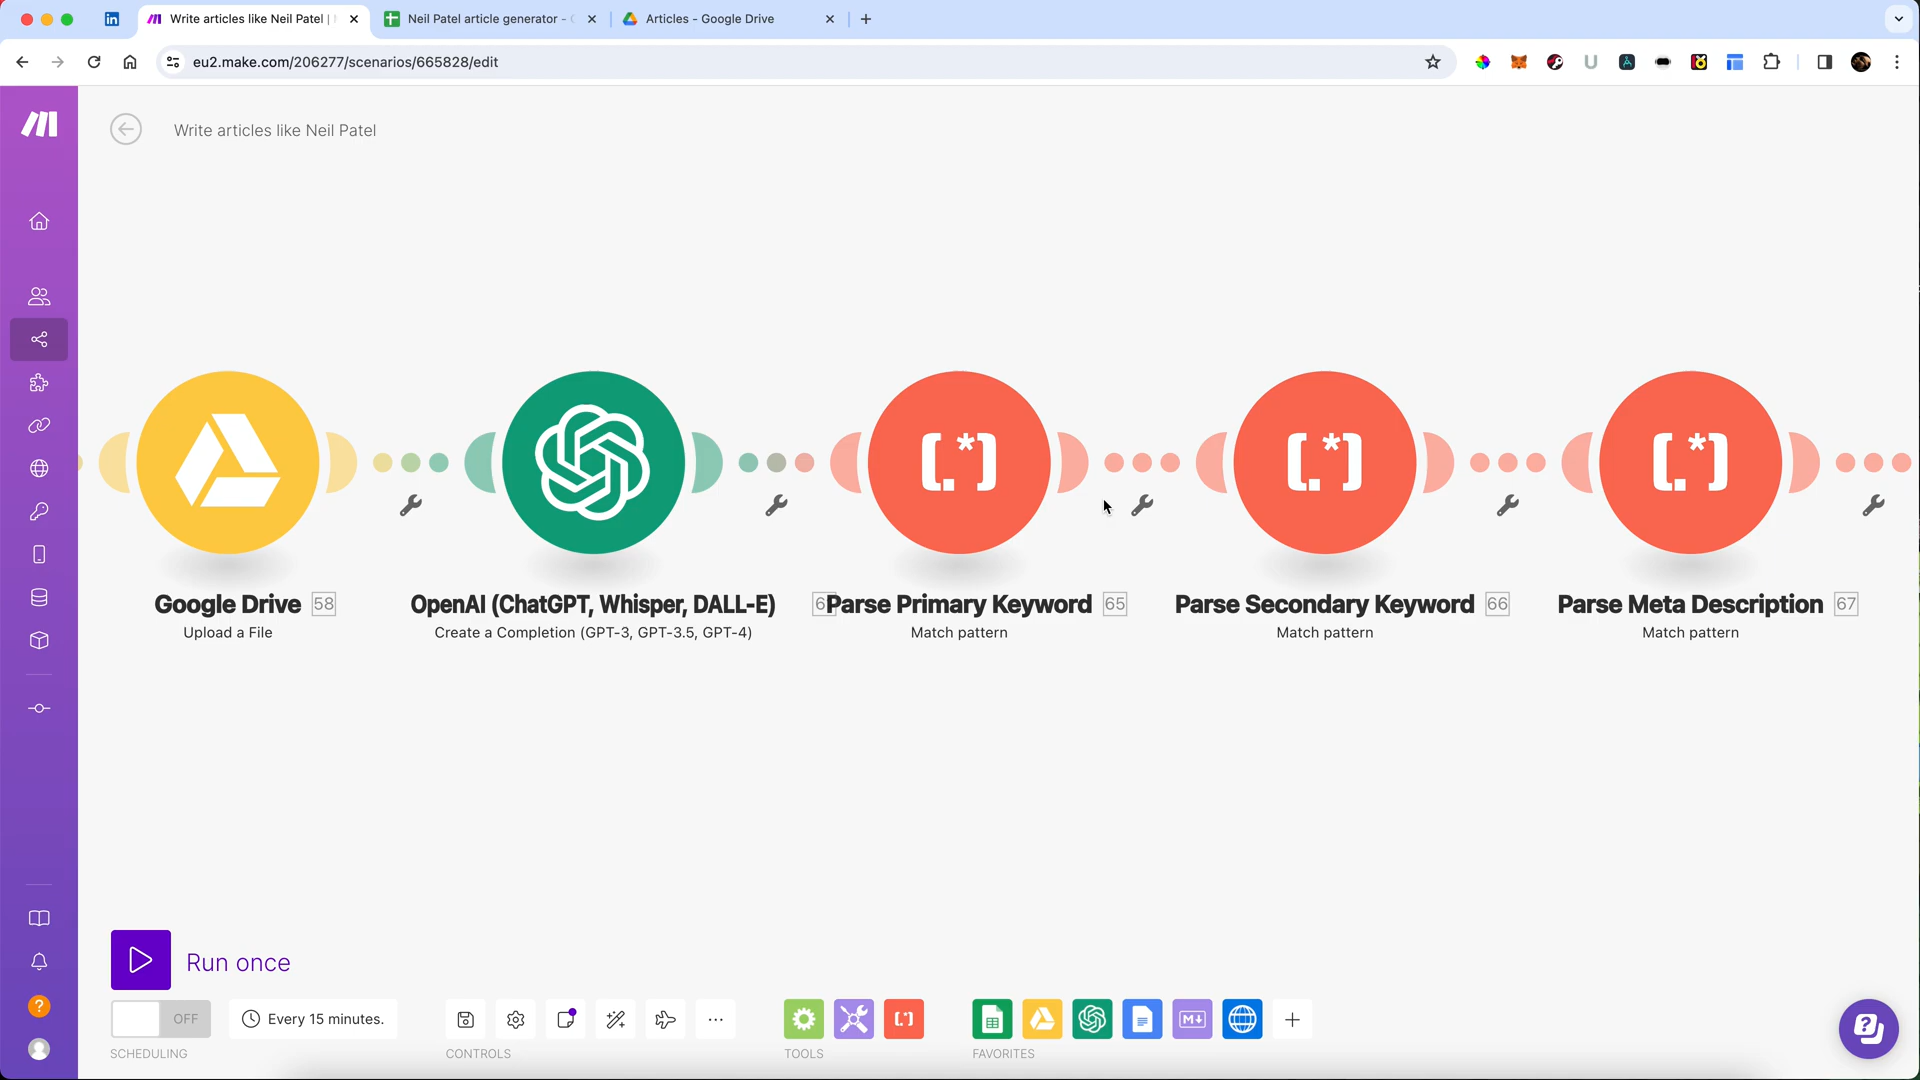 Write articles like Neil Patel |
Neil Patel article generator -
Articles - Google Drive
eu2.make.com/206277/scenarios/665828/edit
Write articles like Neil Patel
(.*)
(.*)
(.*)
Google Drive 58
OpenAI (ChatGPT, Whisper, DALL-E) 6
Parse Primary Keyword 65
Parse Secondary Keyword 66
Parse Meta Description 67
Upload a File
Create a Completion (GPT-3, GPT-3.5, GPT-4)
Match pattern
Match pattern
Match pattern
Run once
OFF
Every 15 minutes.
SCHEDULING
CONTROLS
TOOLS
FAVORITES